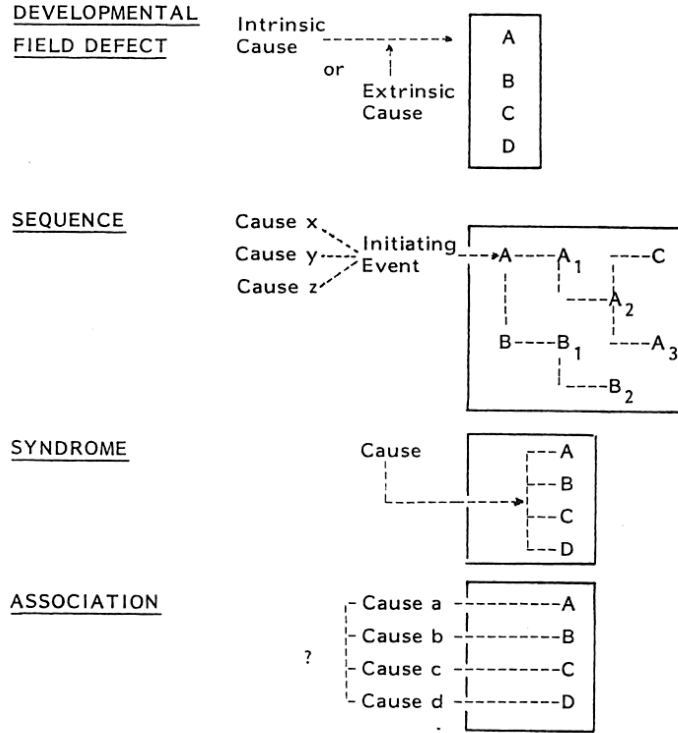 DEVELOPMENTAL
FIELD DEFECT
Intrinsic
Cause
or
Extrinsic
Cause
A
B
C
D
SEQUENCE
Cause x
Cause y
Cause z
Initiating
Event
A A1 C
A2
B B1 A3
B2
SYNDROME
Cause
A
B
C
D
ASSOCIATION
?
Cause a A
Cause b B
Cause c C
Cause d D